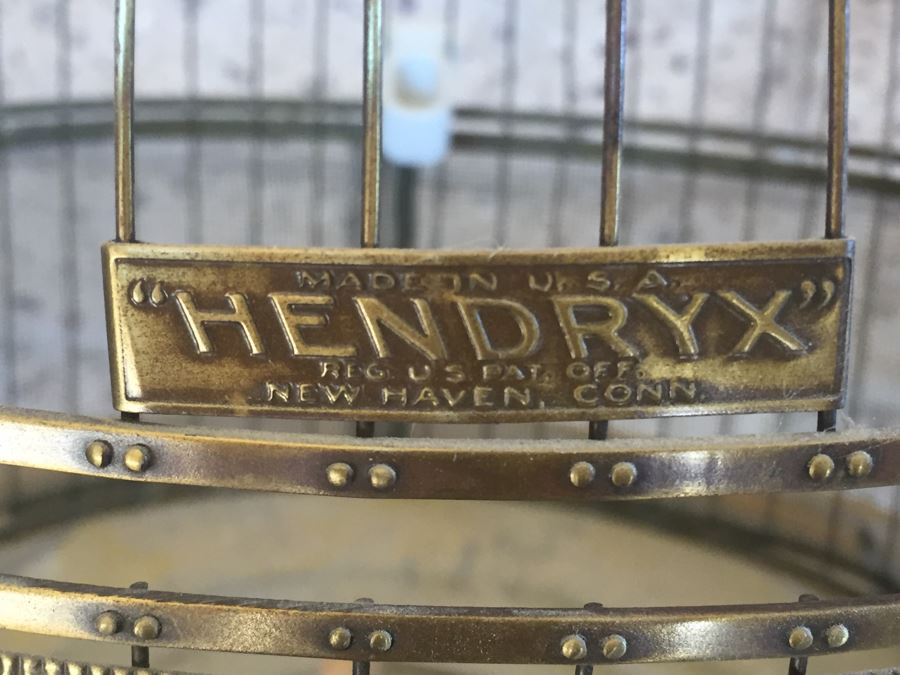 MADE IN U.S.A.
"HENDRYX"
REG. U S PAT. OFF.
NEW HAVEN, CONN.